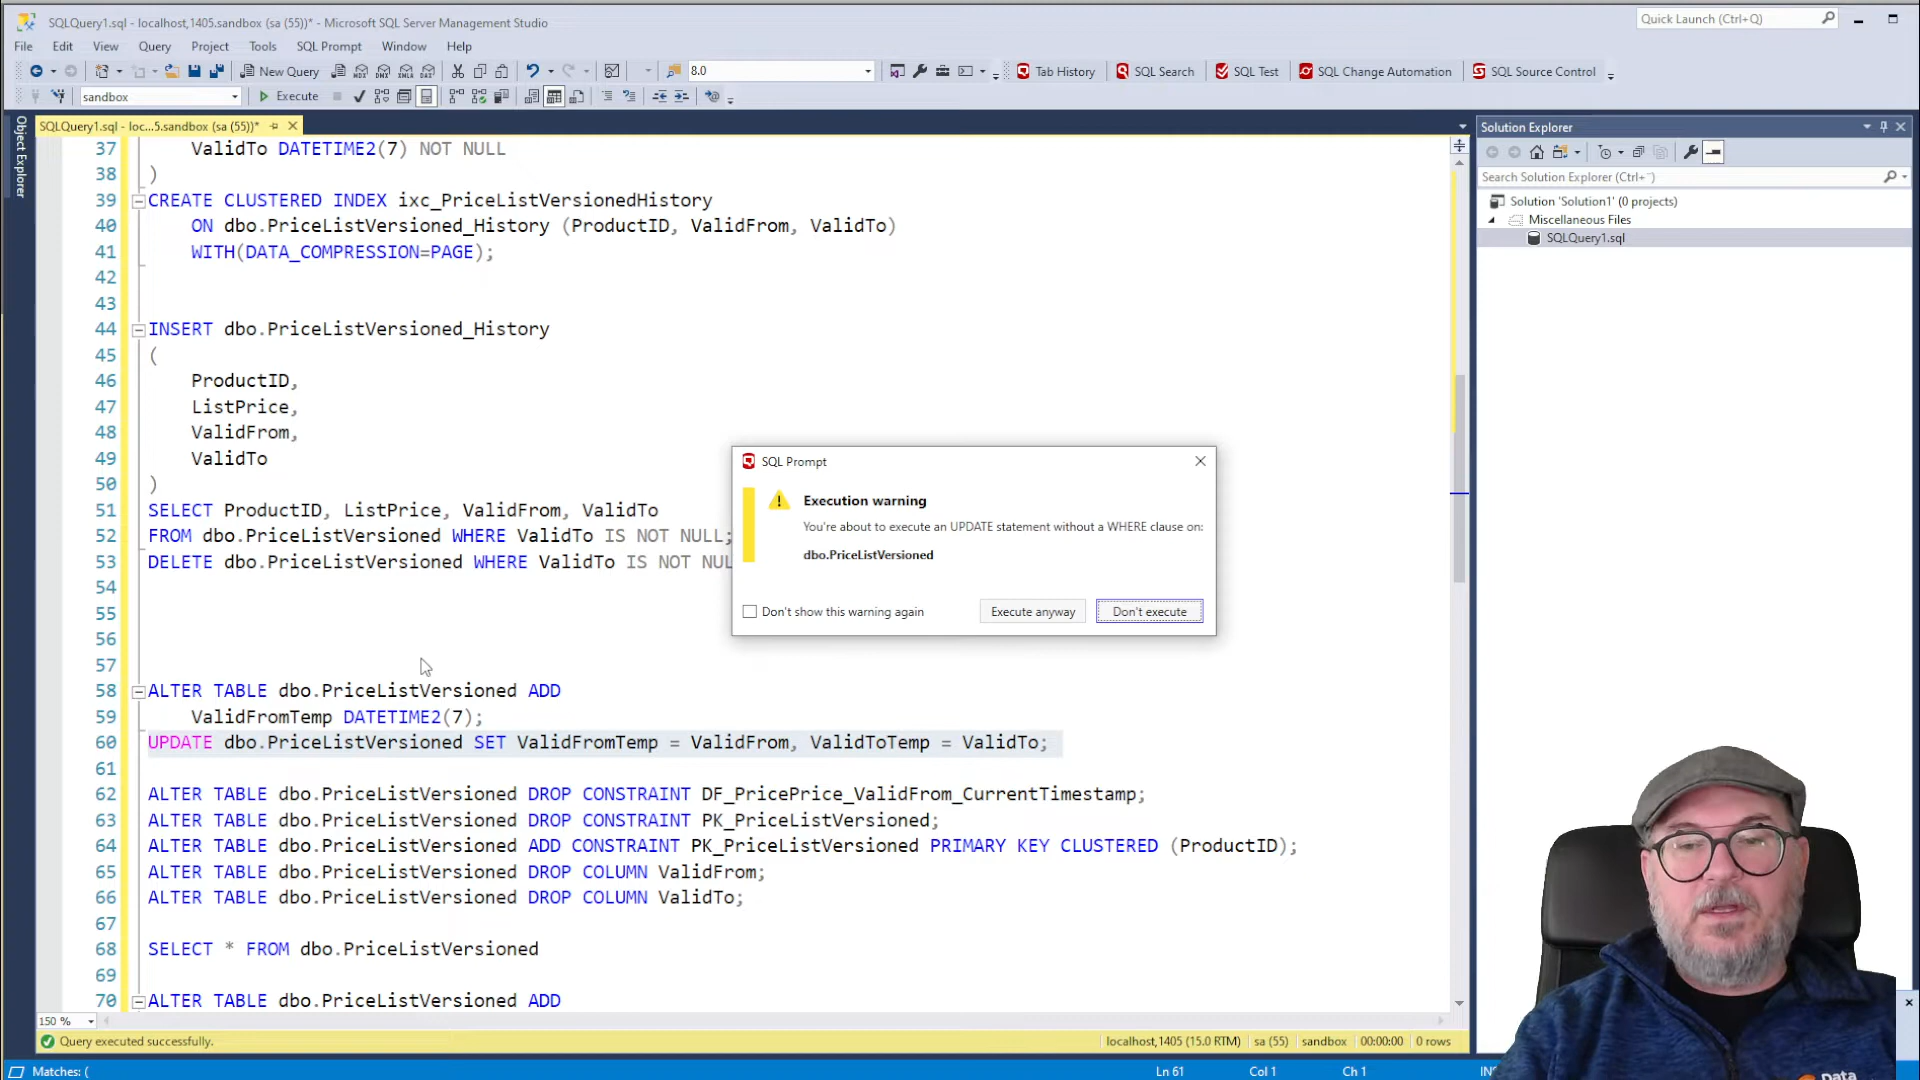 SQLQuery1.sql - localhost,1405.sandbox (sa (55))* - Microsoft SQL Server Management Studio
Quick Launch (Ctrl+Q)
File Edit View Query Project Tools SQL Prompt Window Help
New Query
MDX DMX XMLA DAX
8.0
Tab History
SQL Search
SQL Test
SQL Change Automation
SQL Source Control
sandbox
Execute
Object Explorer
SQLQuery1.sql - loc...5.sandbox (sa (55))*
37 ValidTo DATETIME2(7) NOT NULL
38 )
39 CREATE CLUSTERED INDEX ixc_PriceListVersionedHistory
40 ON dbo.PriceListVersioned_History (ProductID, ValidFrom, ValidTo)
41 WITH(DATA_COMPRESSION=PAGE);
42
43
44 INSERT dbo.PriceListVersioned_History
45 (
46 ProductID,
47 ListPrice,
48 ValidFrom,
49 ValidTo
50 )
51 SELECT ProductID, ListPrice, ValidFrom, ValidTo
52 FROM dbo.PriceListVersioned WHERE ValidTo IS NOT NULL;
53 DELETE dbo.PriceListVersioned WHERE ValidTo IS NOT NUL
54
55
56
57
58 ALTER TABLE dbo.PriceListVersioned ADD
59 ValidFromTemp DATETIME2(7);
60 UPDATE dbo.PriceListVersioned SET ValidFromTemp = ValidFrom, ValidToTemp = ValidTo;
61
62 ALTER TABLE dbo.PriceListVersioned DROP CONSTRAINT DF_PricePrice_ValidFrom_CurrentTimestamp;
63 ALTER TABLE dbo.PriceListVersioned DROP CONSTRAINT PK_PriceListVersioned;
64 ALTER TABLE dbo.PriceListVersioned ADD CONSTRAINT PK_PriceListVersioned PRIMARY KEY CLUSTERED (ProductID);
65 ALTER TABLE dbo.PriceListVersioned DROP COLUMN ValidFrom;
66 ALTER TABLE dbo.PriceListVersioned DROP COLUMN ValidTo;
67
68 SELECT * FROM dbo.PriceListVersioned
69
70 ALTER TABLE dbo.PriceListVersioned ADD
SQL Prompt
Execution warning
You're about to execute an UPDATE statement without a WHERE clause on:
dbo.PriceListVersioned
Don't show this warning again
Execute anyway
Don't execute
Solution Explorer
Search Solution Explorer (Ctrl+¨)
Solution 'Solution1' (0 projects)
Miscellaneous Files
SQLQuery1.sql
150 %
Query executed successfully.
localhost,1405 (15.0 RTM) sa (55) sandbox 00:00:00 0 rows
Matches: (
Ln 61 Col 1 Ch 1 IN
Data